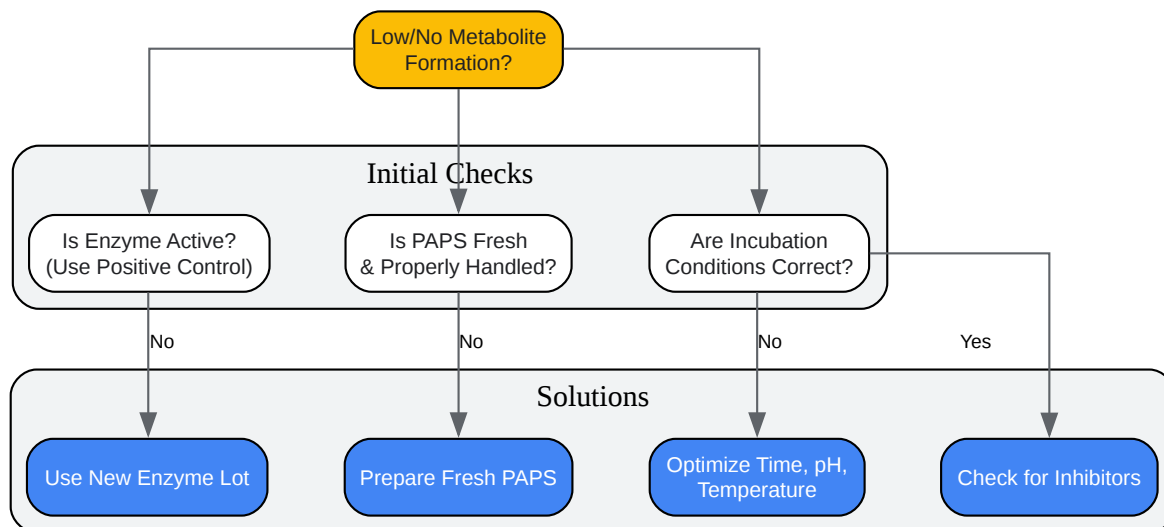 Low/No Metabolite
Formation?
Initial Checks
Is Enzyme Active?
(Use Positive Control)
Is PAPS Fresh
& Properly Handled?
Are Incubation
Conditions Correct?
No
No
No
Yes
Solutions
Use New Enzyme Lot
Prepare Fresh PAPS
Optimize Time, pH,
Temperature
Check for Inhibitors